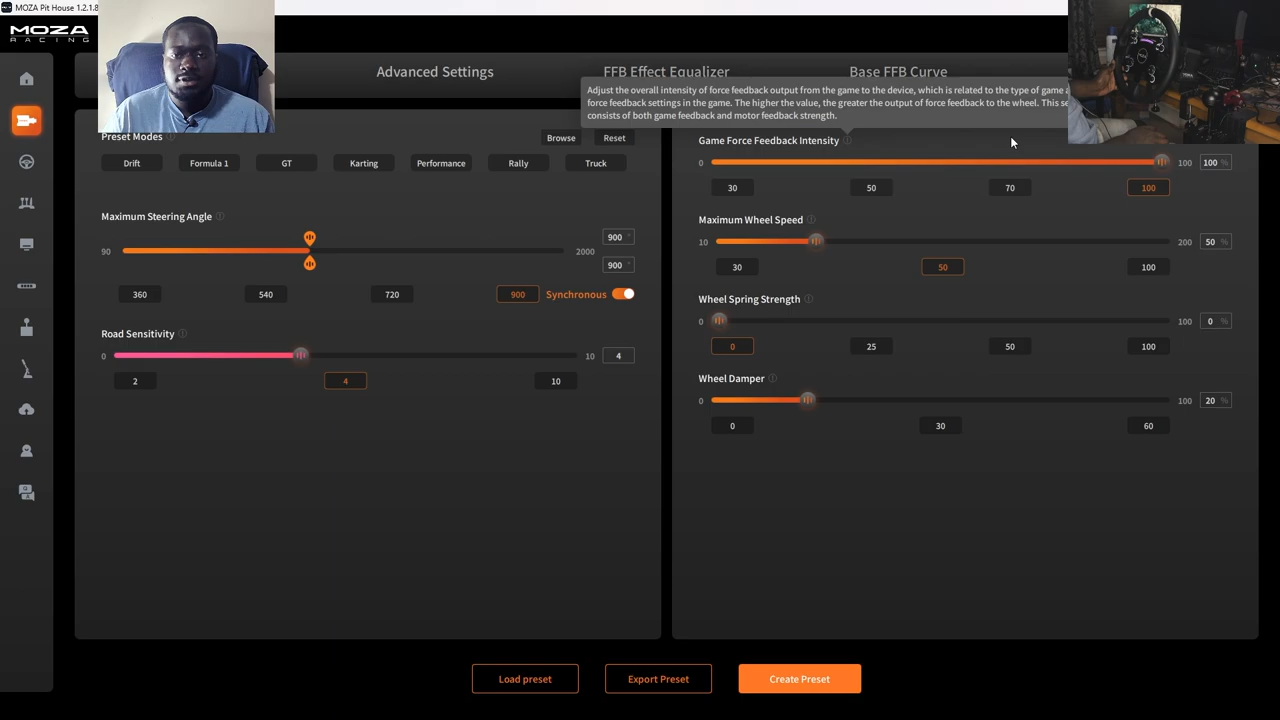 MOZA Pit House 1.2.1.8
MOZA
RACING
Advanced Settings
FFB Effect Equalizer
Base FFB Curve
Adjust the overall intensity of force feedback output from the game to the device, which is related to the type of game
force feedback settings in the game. The higher the value, the greater the output of force feedback to the wheel. This
consists of both game feedback and motor feedback strength.
Preset Modes
Browse
Reset
Drift
Formula 1
GT
Karting
Performance
Rally
Truck
Maximum Steering Angle
90
2000
900 °
900 °
360
540
720
900
Synchronous
Road Sensitivity
0
10
4
2
4
10
Game Force Feedback Intensity
0
100
100 %
30
50
70
100
Maximum Wheel Speed
10
200
50 %
30
50
100
Wheel Spring Strength
0
100
0 %
0
25
50
100
Wheel Damper
0
100
20 %
0
30
60
Load preset
Export Preset
Create Preset